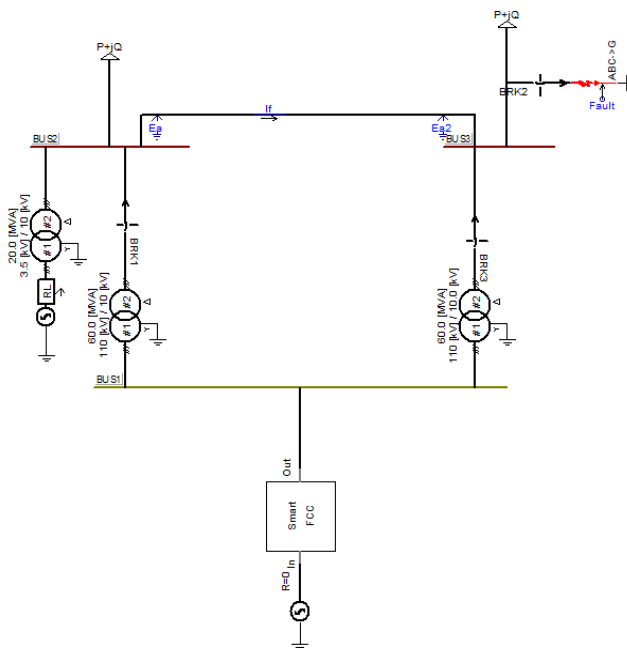 P+jQ
P+jQ
ABC->G
BRK2
Fault
If
BUS2
Ea
Ea2
BUS3
20.0 [MVA]
3.5 [kV] / 10 [kV]
#2
#1
Y
RL
BRK1
60.0 [MVA]
110 [kV] / 10 [kV]
#2
#1
Y
BRK3
60.0 [MVA]
110 [kV] / 10.0 [kV]
#2
#1
Y
BUS1
Out
Smart
FCC
In
R=0